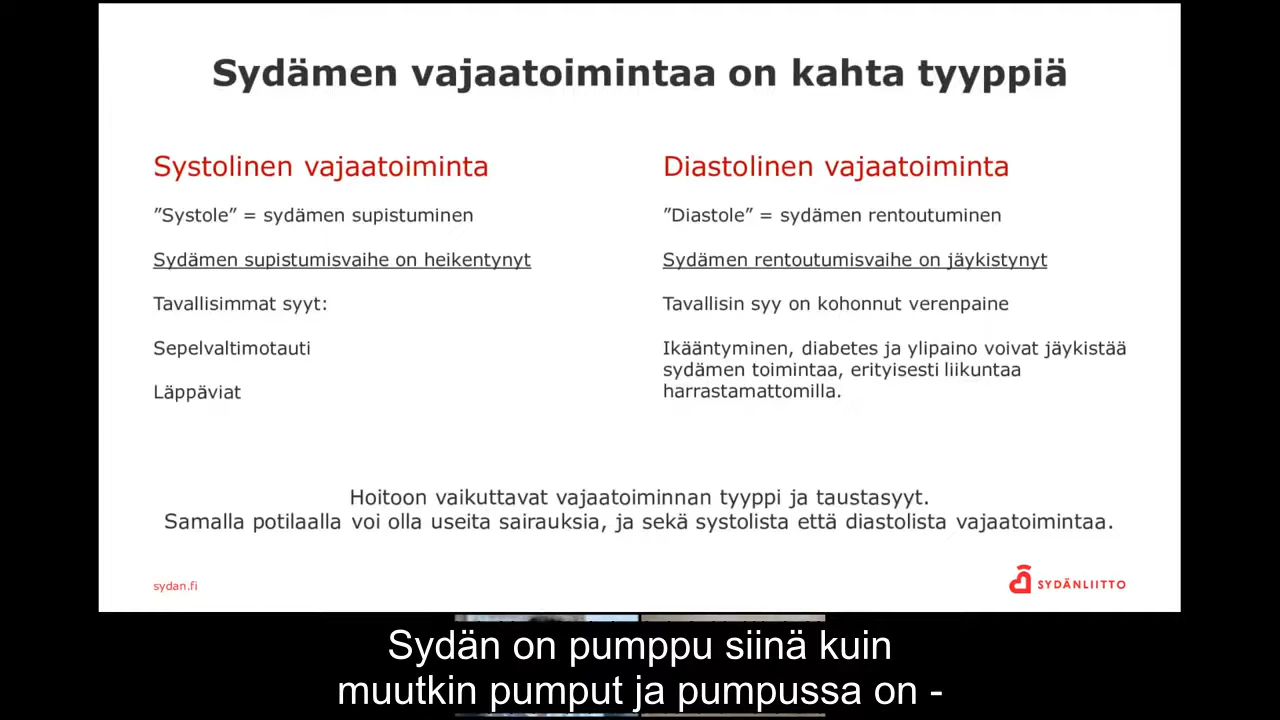 Sydämen vajaatoimintaa on kahta tyyppiä
Systolinen vajaatoiminta
”Systole” = sydämen supistuminen
Sydämen supistumisvaihe on heikentynyt
Tavallisimmat syyt:
Sepelvaltimotauti
Läppäviat
Diastolinen vajaatoiminta
”Diastole” = sydämen rentoutuminen
Sydämen rentoutumisvaihe on jäykistynyt
Tavallisin syy on kohonnut verenpaine
Ikääntyminen, diabetes ja ylipaino voivat jäykistää
sydämen toimintaa, erityisesti liikuntaa
harrastamattomilla.
Hoitoon vaikuttavat vajaatoiminnan tyyppi ja taustasyyt.
Samalla potilaalla voi olla useita sairauksia, ja sekä systolista että diastolista vajaatoimintaa.
sydan.fi
SYDÄNLIITTO
Sydän on pumppu siinä kuin
muutkin pumput ja pumpussa on -